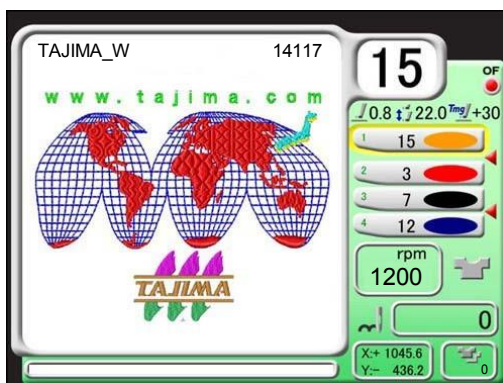 TAJIMA_W 14117
www.tajima.com
TAJIMA
15
OF
0.8 22.0 Tmg +30
1 15
2 3
3 7
4 12
rpm
1200
0
X:+ 1045.6
Y:- 436.2
0